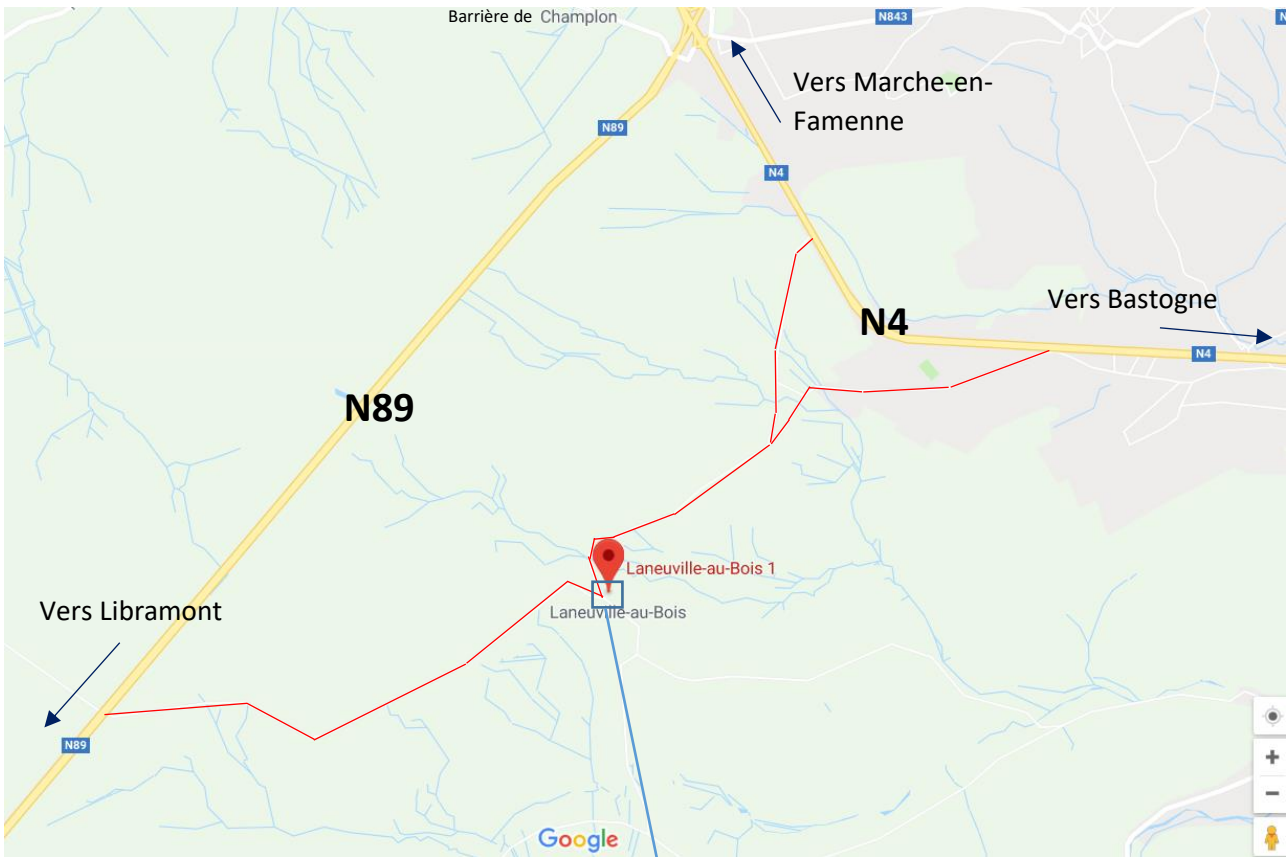 Barrière de Champlon
N843
N
Vers Marche-en-
Famenne
N89
N4
Vers Bastogne
N4
N4
N89
Laneuville-au-Bois 1
Laneuville-au-Bois
Vers Libramont
N89
Google